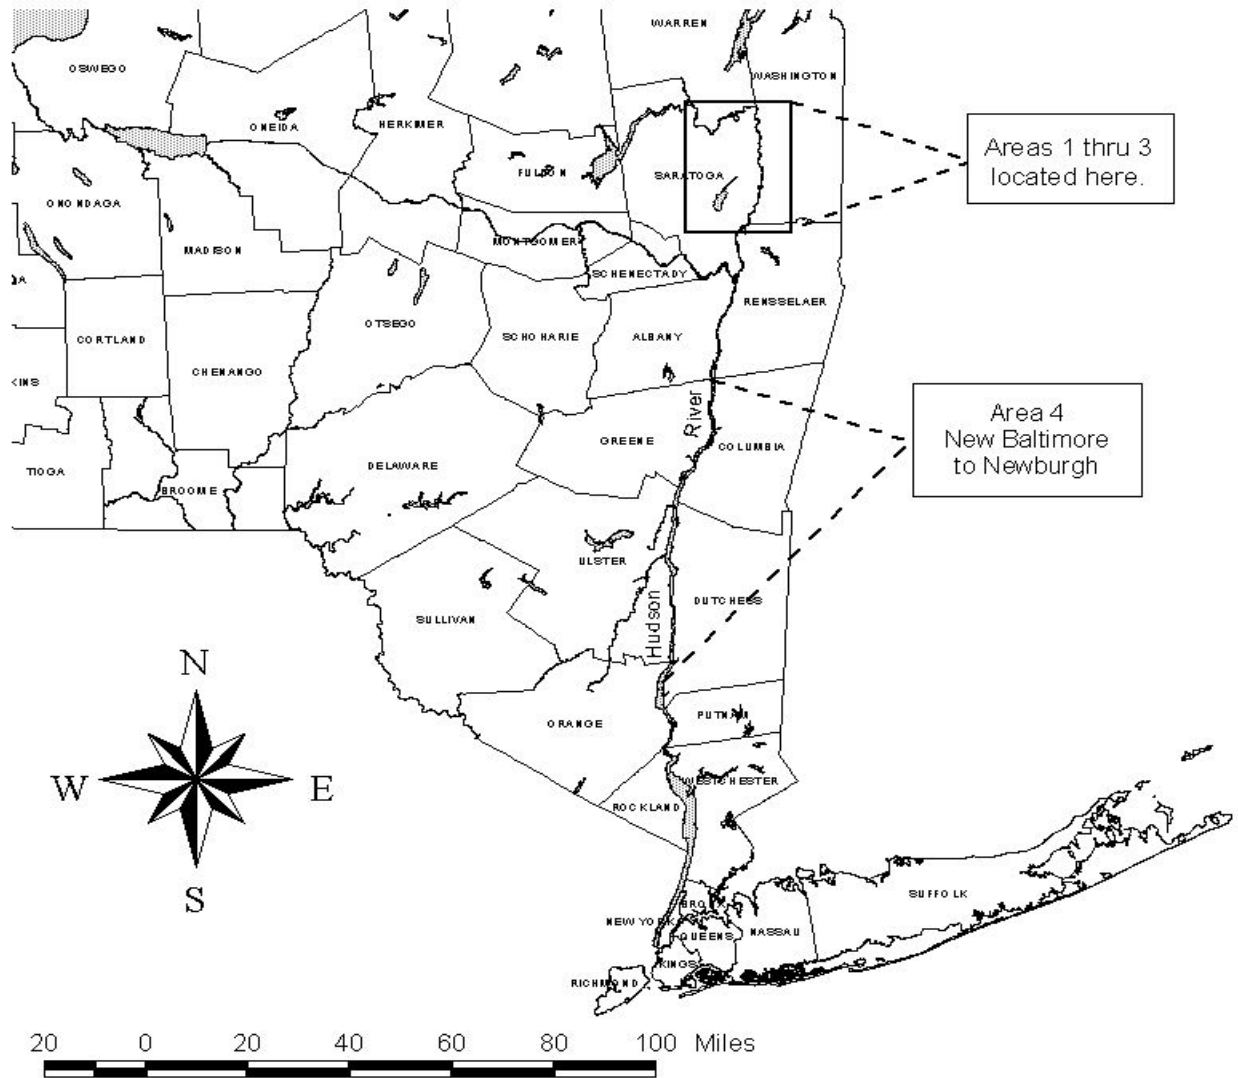 WARREN
OSWEGO
WASHINGTON
ONEIDA
HERKIMER
Areas 1 thru 3
located here.
FULTON
SARATOGA
ONONDAGA
MADISON
MONTGOMER
SCHENECTADY
RENSSELAER
OTSEGO
CORTLAND
SCHOHARIE
ALBANY
CHENANGO
KINS
River
Area 4
New Baltimore
to Newburgh
GREENE
COLUMBIA
TIOGA
DELAWARE
BROOME
ULSTER
Hudson
DUTCHESS
SULLIVAN
N
W
E
S
ORANGE
PUTNAM
WESTCHESTER
ROCKLAND
SUFFOLK
BRONX
NEW YORK
QUEENS
NASSAU
KINGS
RICHMOND
20 0 20 40 60 80 100 Miles